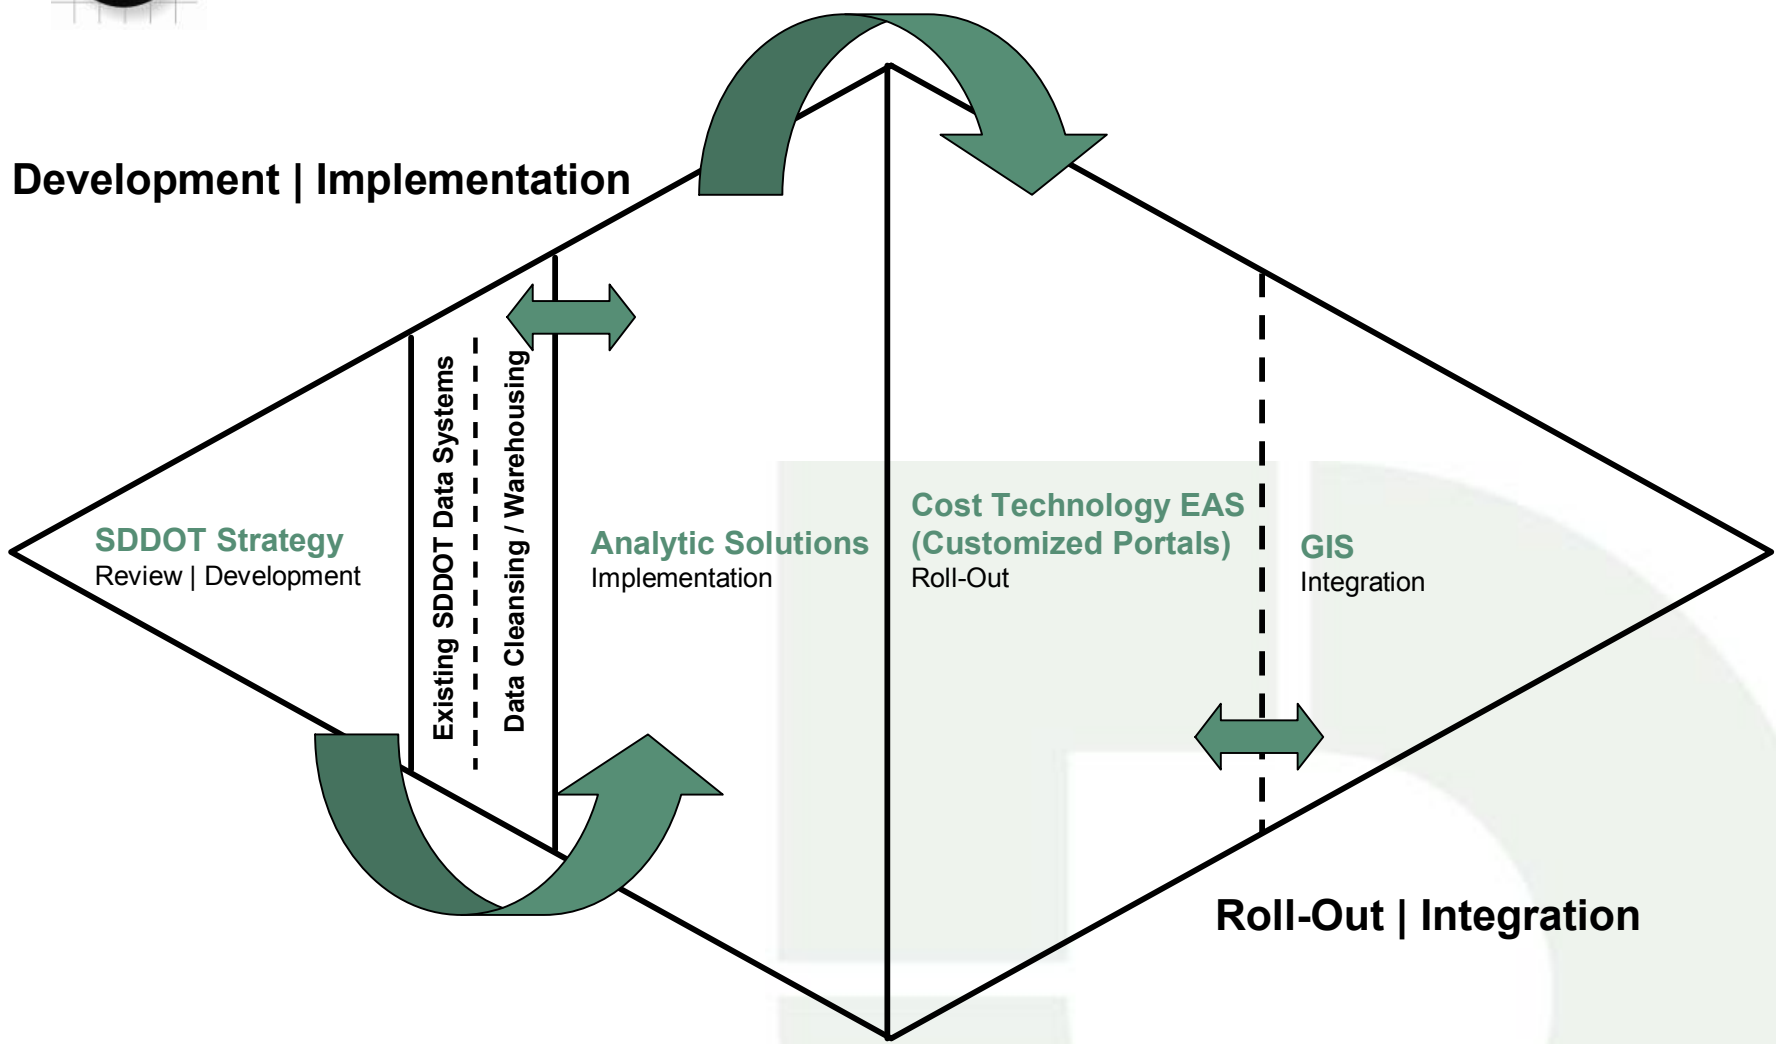 Development | Implementation
Existing SDDOT Data Systems
Data Cleansing / Warehousing
SDDOT Strategy
Review | Development
Analytic Solutions
Implementation
Cost Technology EAS
(Customized Portals)
Roll-Out
GIS
Integration
Roll-Out | Integration